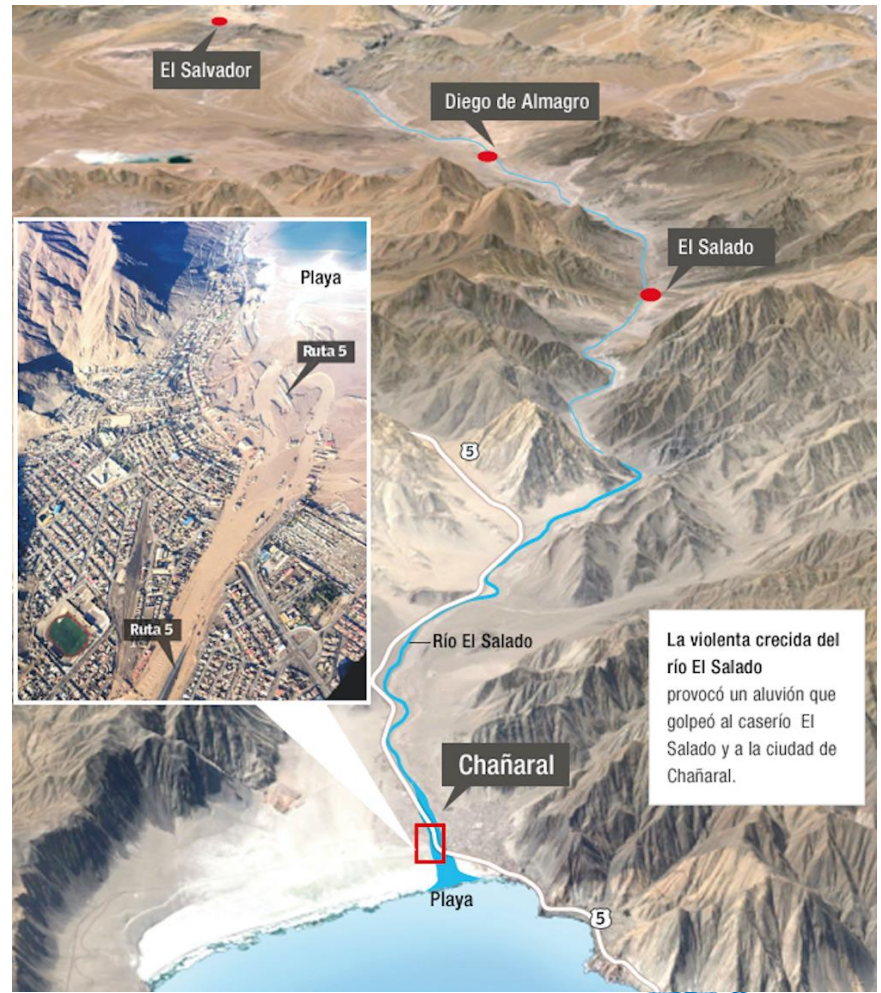 El Salvador
Diego de Almagro
El Salado
Playa
Ruta 5
5
Ruta 5
Río El Salado
La violenta crecida del
río El Salado
provocó un aluvión que
golpeó al caserío El
Salado y a la ciudad de
Chañaral.
Chañaral
Playa
5